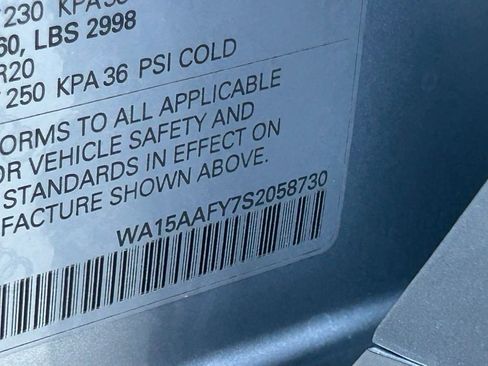 230 KPA
60, LBS 2998
R20
250 KPA 36 PSI COLD
ORMS TO ALL APPLICABLE
OR VEHICLE SAFETY AND
STANDARDS IN EFFECT ON
FACTURE SHOWN ABOVE.
WA15AAFY7S2058730